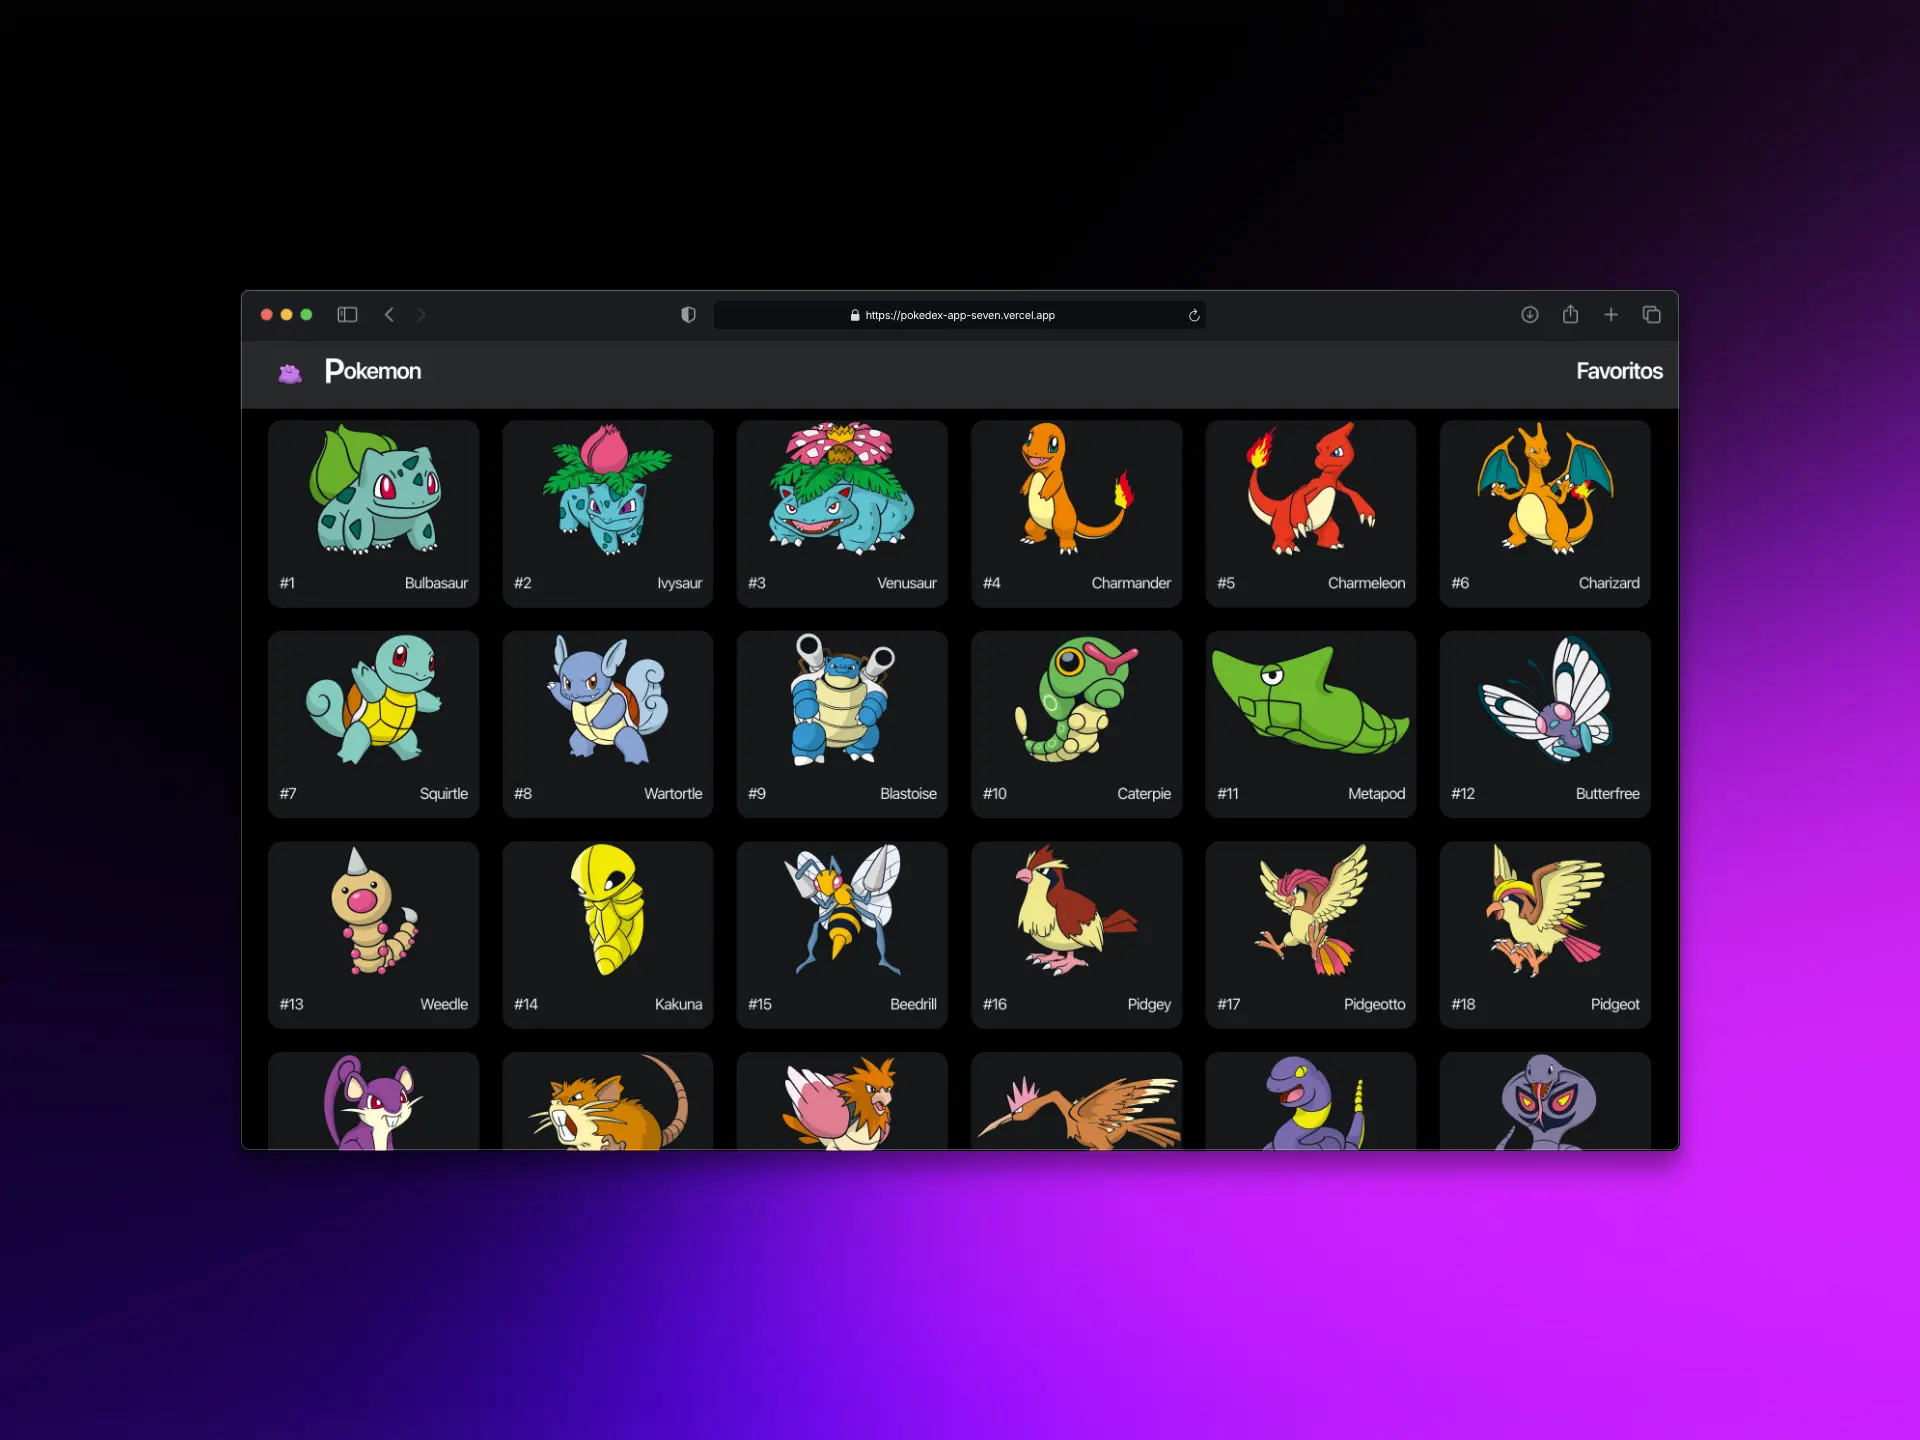 https://pokedex-app-seven.vercel.app
Pokemon Favoritos
#1 Bulbasaur #2 Ivysaur #3 Venusaur #4 Charmander #5 Charmeleon #6 Charizard
#7 Squirtle #8 Wartortle #9 Blastoise #10 Caterpie #11 Metapod #12 Butterfree
#13 Weedle #14 Kakuna #15 Beedrill #16 Pidgey #17 Pidgeotto #18 Pidgeot